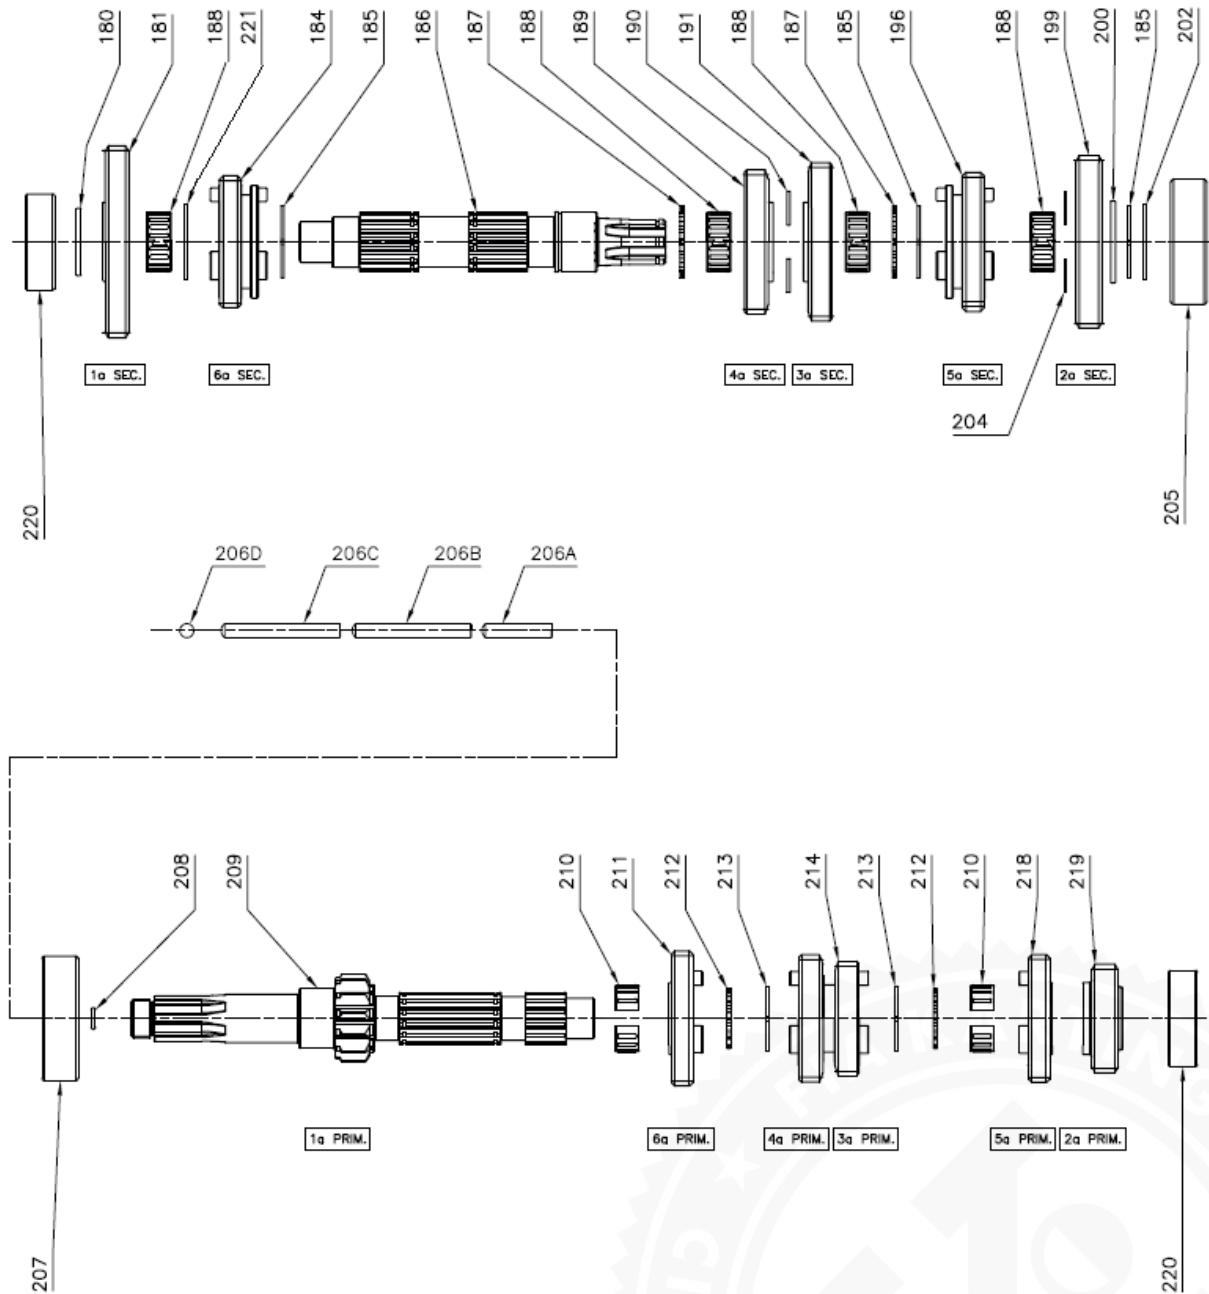 180 181 188 221 184 185 186 187 188 189 190 191 188 187 185 196 188 199 200 185 202
1a SEC. 6a SEC. 4a SEC. 3a SEC. 5a SEC. 2a SEC.
204
220 205
206D 206C 206B 206A
208 209 210 211 212 213 214 213 212 210 218 219
1a PRIM. 6a PRIM. 4a PRIM. 3a PRIM. 5a PRIM. 2a PRIM.
207 220